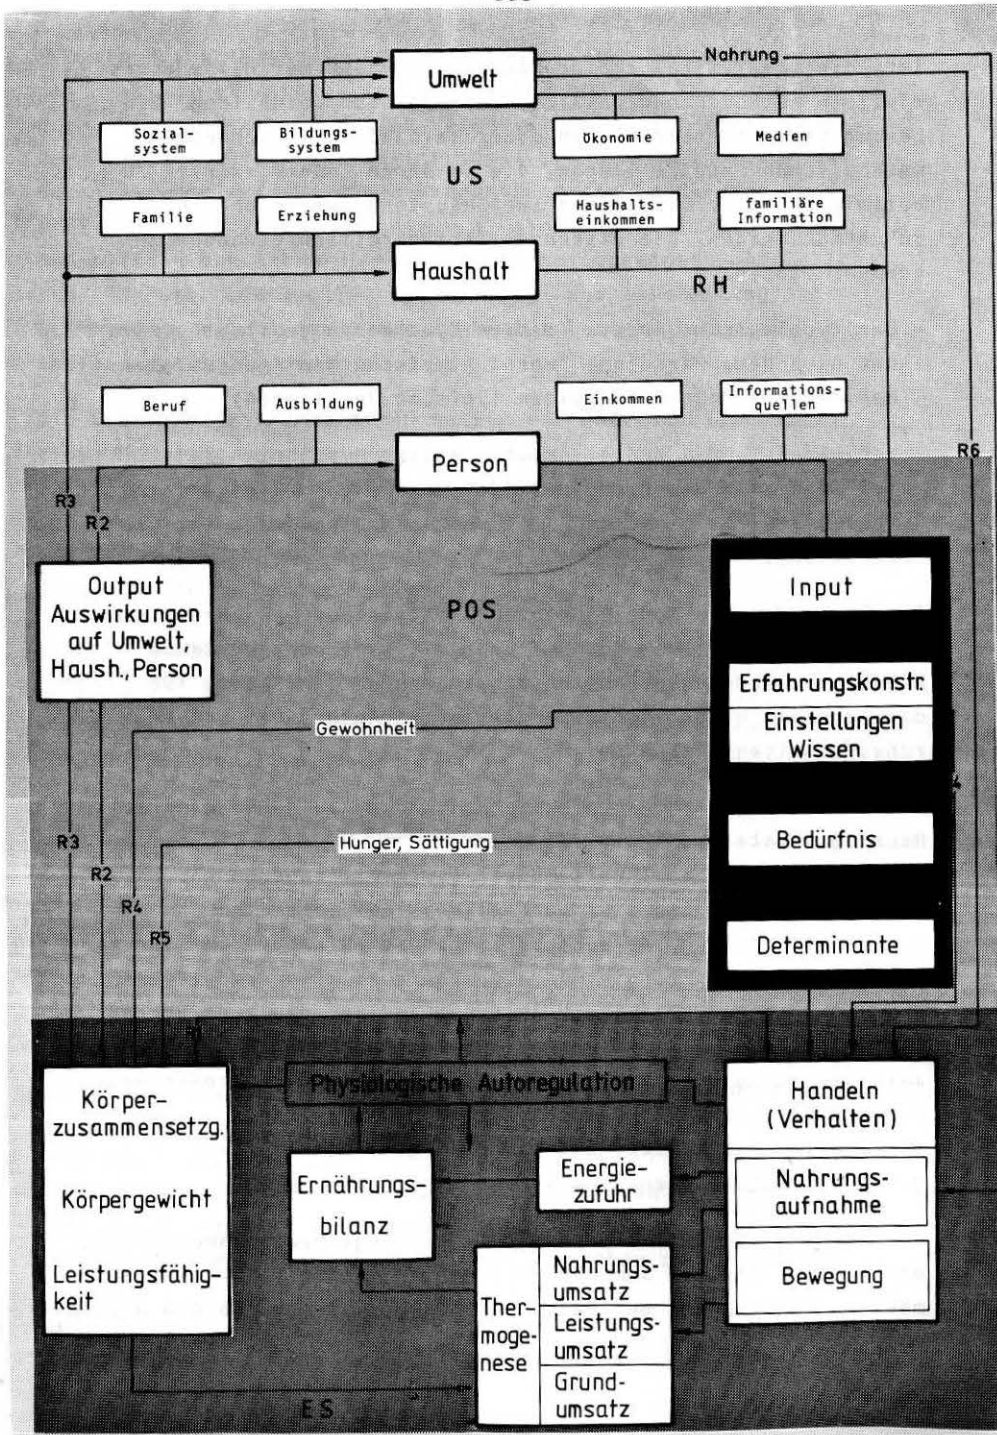 Umwelt
Nahrung
Sozial-
system
Bildungs-
system
Ökonomie
Medien
US
Familie
Erziehung
Haushalts-
einkommen
familiäre
Information
Haushalt
RH
Beruf
Ausbildung
Einkommen
Informations-
quellen
Person
R6
R3
R2
Output
Auswirkungen
auf Umwelt,
Haush., Person
POS
Input
Erfahrungskonstr.
Einstellungen
Wissen
Gewohnheit
R3
Hunger, Sättigung
Bedürfnis
R2
R4
R5
Determinante
Physiologische Autoregulation
Körper-
zusammensetzg.
Körpergewicht
Leistungsfähig-
keit
Handeln
(Verhalten)
Nahrungs-
aufnahme
Bewegung
Ernährungs-
bilanz
Energie-
zufuhr
Ther-
moge-
nese
Nahrungs-
umsatz
Leistungs-
umsatz
Grund-
umsatz
ES